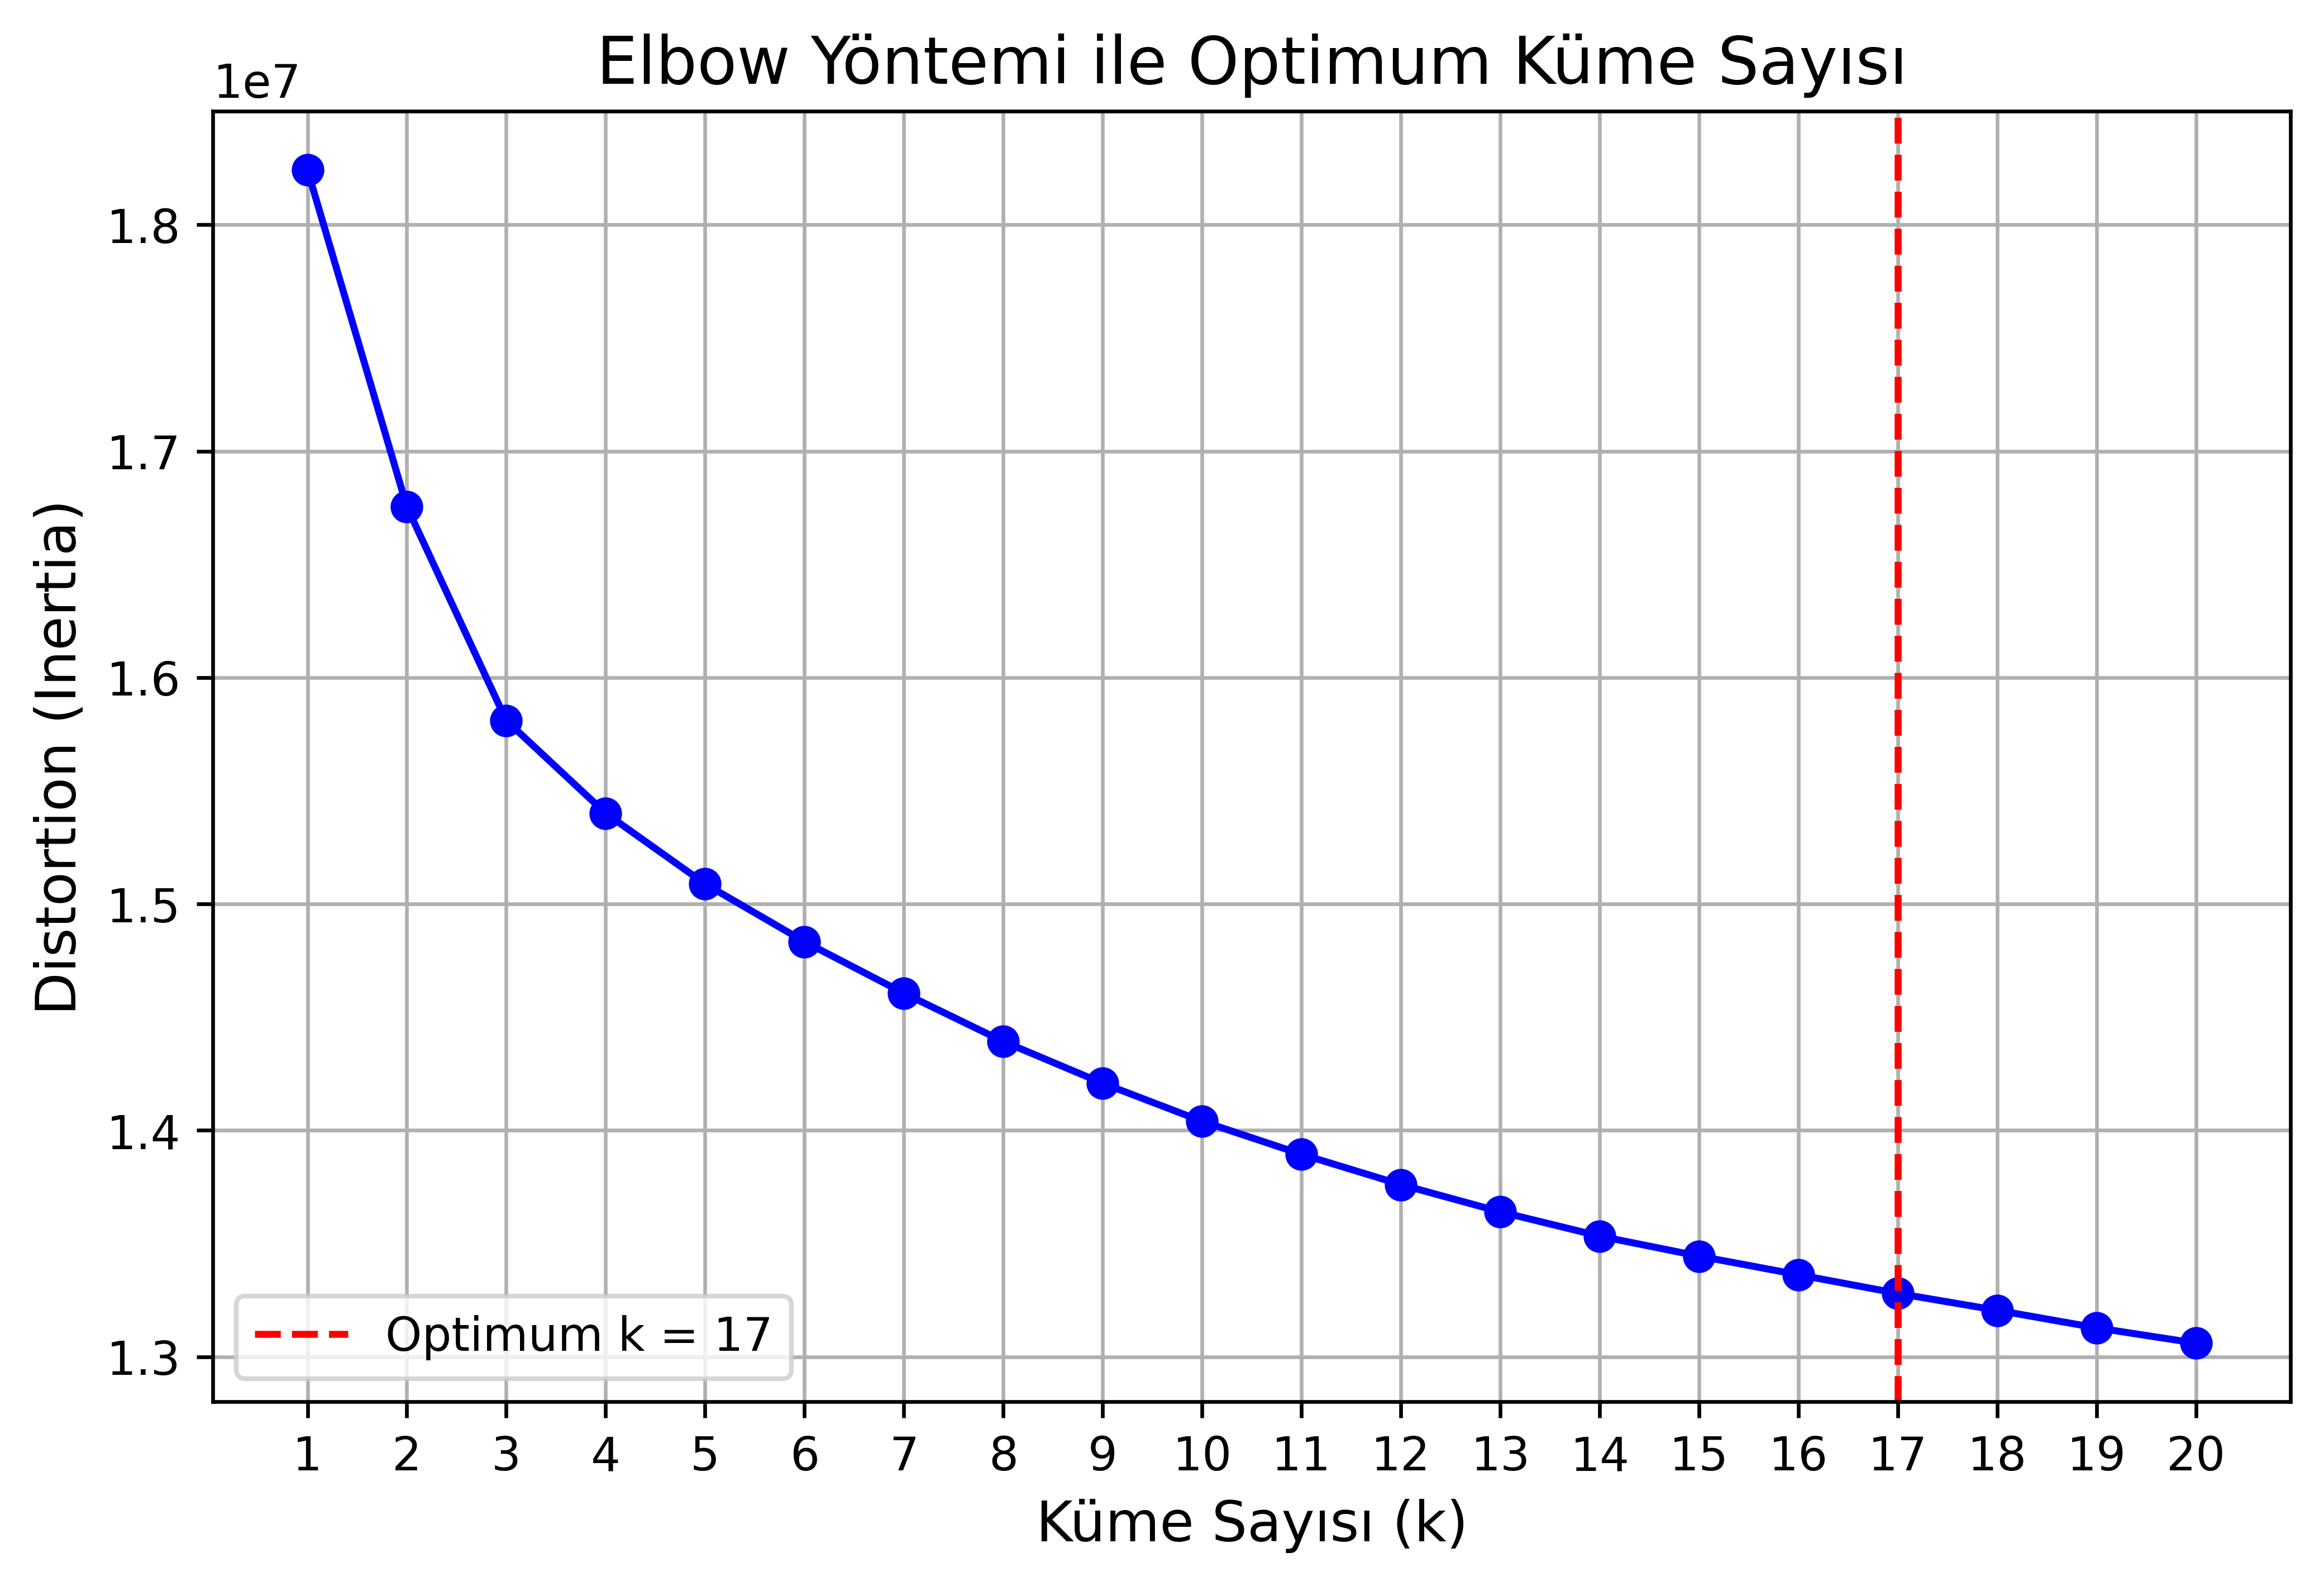 Elbow Yöntemi ile Optimum Küme Sayısı
1e7
1.8
1.7
1.6
1.5
1.4
1.3
Distortion (Inertia)
Optimum k = 17
1 2 3 4 5 6 7 8 9 10 11 12 13 14 15 16 17 18 19 20
Küme Sayısı (k)